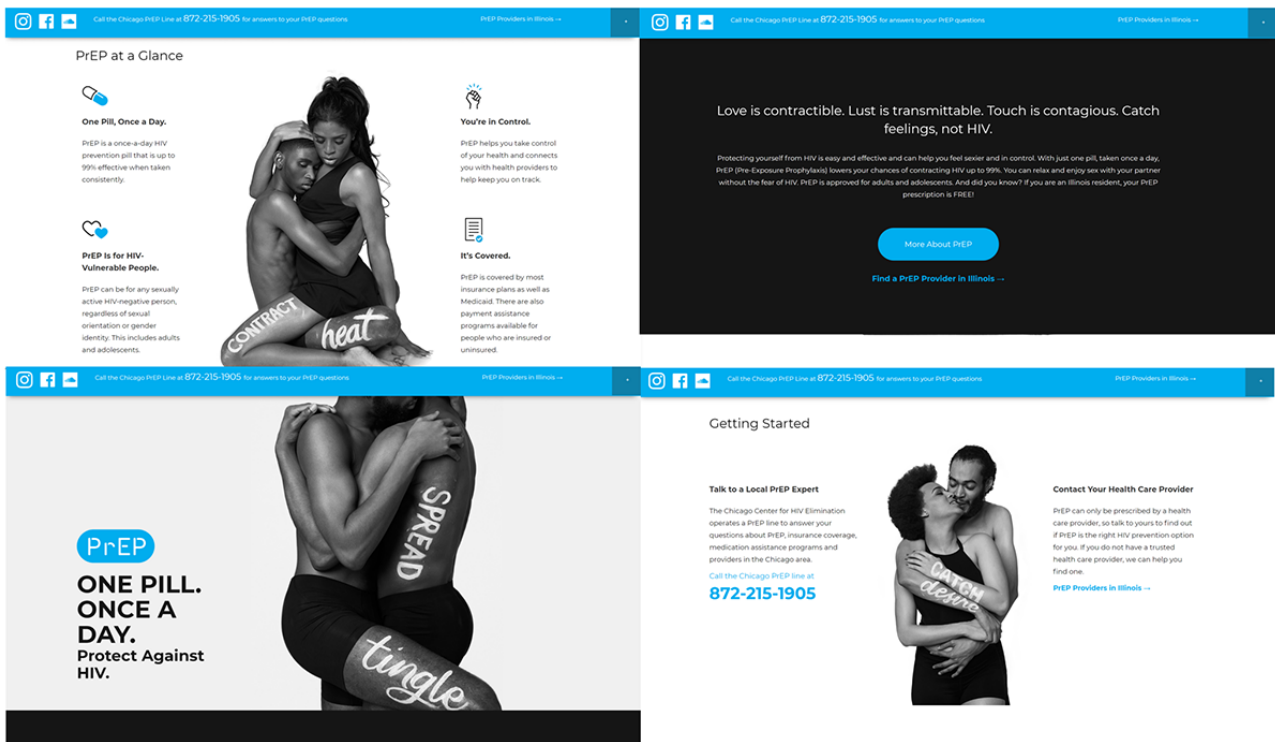 Call the Chicago PrEP Line at 872-215-1905 for answers to your PrEP questions
PrEP Providers in Illinois →
PrEP at a Glance
One Pill, Once a Day.
PrEP is a once-a-day HIV
prevention pill that is up to
99% effective when taken
consistently.
PrEP Is for HIV-
Vulnerable People.
PrEP can be for any sexually
active HIV-negative person,
regardless of sexual
orientation or gender
identity. This includes adults
and adolescents.
CONTRACT
heat
You're in Control.
PrEP helps you take control
of your health and connects
you with health providers to
help keep you on track.
It's Covered.
PrEP is covered by most
insurance plans as well as
Medicaid. There are also
payment assistance
programs available for
people who are insured or
uninsured.
Call the Chicago PrEP Line at 872-215-1905 for answers to your PrEP questions
PrEP Providers in Illinois →
Love is contractible. Lust is transmittable. Touch is contagious. Catch
feelings, not HIV.
Protecting yourself from HIV is easy and effective and can help you feel sexier and in control. With just one pill, taken once a day,
PrEP (Pre-Exposure Prophylaxis) lowers your chances of contracting HIV up to 99%. You can relax and enjoy sex with your partner
without the fear of HIV. PrEP is approved for adults and adolescents. And did you know? If you are an Illinois resident, your PrEP
prescription is FREE!
More About PrEP
Find a PrEP Provider in Illinois →
Call the Chicago PrEP Line at 872-215-1905 for answers to your PrEP questions
PrEP Providers in Illinois →
PrEP
ONE PILL.
ONCE A
DAY.
Protect Against
HIV.
SPREAD
tingle
Call the Chicago PrEP Line at 872-215-1905 for answers to your PrEP questions
PrEP Providers in Illinois →
Getting Started
Talk to a Local PrEP Expert
The Chicago Center for HIV Elimination
operates a PrEP line to answer your
questions about PrEP, insurance coverage,
medication assistance programs and
providers in the Chicago area.
Call the Chicago PrEP line at
872-215-1905
CATCH
desire
Contact Your Health Care Provider
PrEP can only be prescribed by a health
care provider, so talk to yours to find out
if PrEP is the right HIV prevention option
for you. If you do not have a trusted
health care provider, we can help you
find one.
PrEP Providers in Illinois →